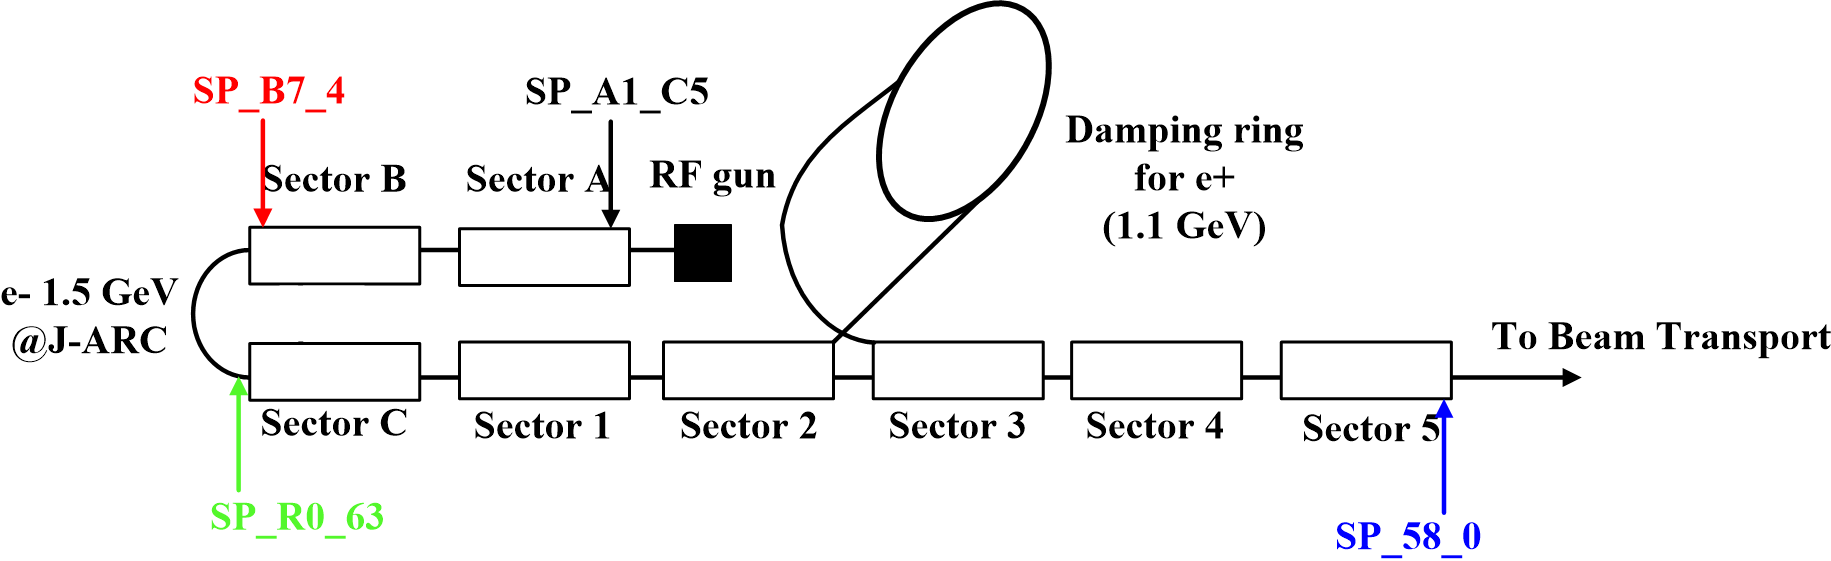 SP_B7_4
SP_A1_C5
Sector B
Sector A
RF gun
Damping ring
for e+
(1.1 GeV)
e- 1.5 GeV
@J-ARC
To Beam Transport
Sector C
Sector 1
Sector 2
Sector 3
Sector 4
Sector 5
SP_R0_63
SP_58_0